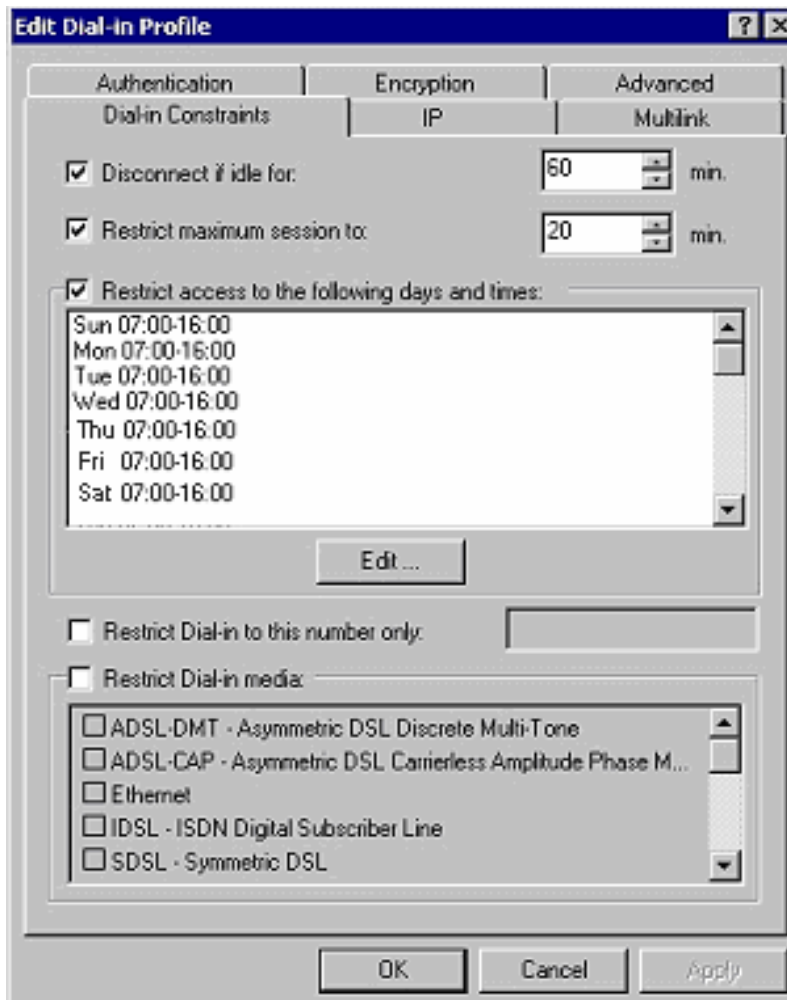 Edit Dial-in Profile
Authentication Encryption Advanced
Dial-in Constraints IP Multilink
Disconnect if idle for: 60 min.
Restrict maximum session to: 20 min.
Restrict access to the following days and times:
Sun 07:00-16:00
Mon 07:00-16:00
Tue 07:00-16:00
Wed 07:00-16:00
Thu 07:00-16:00
Fri 07:00-16:00
Sat 07:00-16:00
Edit ...
Restrict Dial-in to this number only:
Restrict Dial-in media:
ADSL-DMT - Asymmetric DSL Discrete Multi-Tone
ADSL-CAP - Asymmetric DSL Carrierless Amplitude Phase M...
Ethernet
IDSL - ISDN Digital Subscriber Line
SDSL - Symmetric DSL
OK Cancel Apply